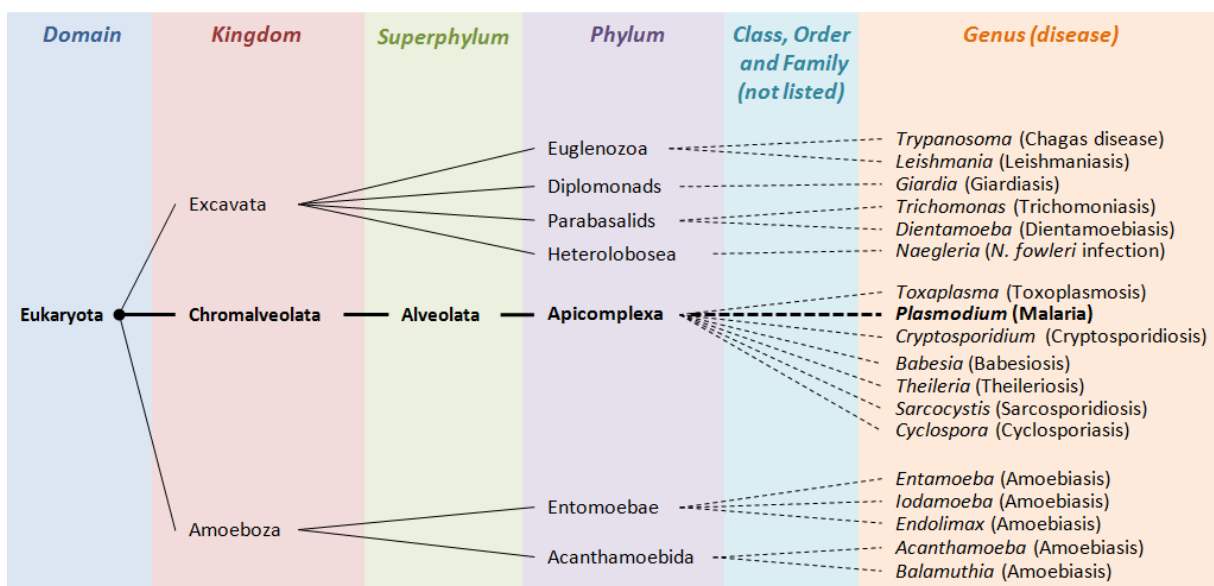 Domain
Kingdom
Superphylum
Phylum
Class, Order
and Family
(not listed)
Genus (disease)
Eukaryota
Excavata
Chromalveolata
Amoeboza
Alveolata
Euglenozoa
Diplomonads
Parabasalids
Heterolobosea
Apicomplexa
Entomoebae
Acanthamoebida
Trypanosoma (Chagas disease)
Leishmania (Leishmaniasis)
Giardia (Giardiasis)
Trichomonas (Trichomoniasis)
Dientamoeba (Dientamoebiasis)
Naegleria (N. fowleri infection)
Toxaplasma (Toxoplasmosis)
Plasmodium (Malaria)
Cryptosporidium (Cryptosporidiosis)
Babesia (Babesiosis)
Theileria (Theileriosis)
Sarcocystis (Sarcosporidiosis)
Cyclospora (Cyclosporiasis)
Entamoeba (Amoebiasis)
Iodamoeba (Amoebiasis)
Endolimax (Amoebiasis)
Acanthamoeba (Amoebiasis)
Balamuthia (Amoebiasis)